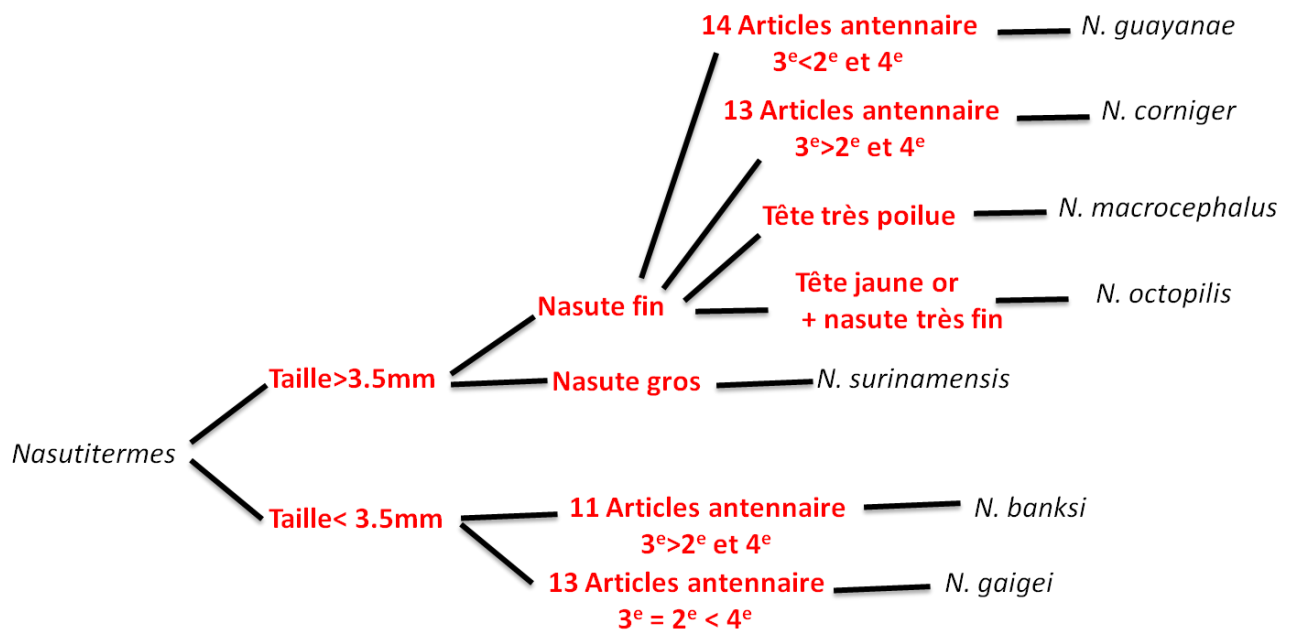 14 Articles antennaire
3ᵉ<2ᵉ et 4ᵉ
N. guayanae
13 Articles antennaire
3ᵉ>2ᵉ et 4ᵉ
N. corniger
Tête très poilue
N. macrocephalus
Tête jaune or
+ nasute très fin
N. octopilis
Nasute fin
Taille>3.5mm
Nasute gros
N. surinamensis
Nasutitermes
Taille< 3.5mm
11 Articles antennaire
3ᵉ>2ᵉ et 4ᵉ
N. banksi
13 Articles antennaire
3ᵉ = 2ᵉ < 4ᵉ
N. gaigei